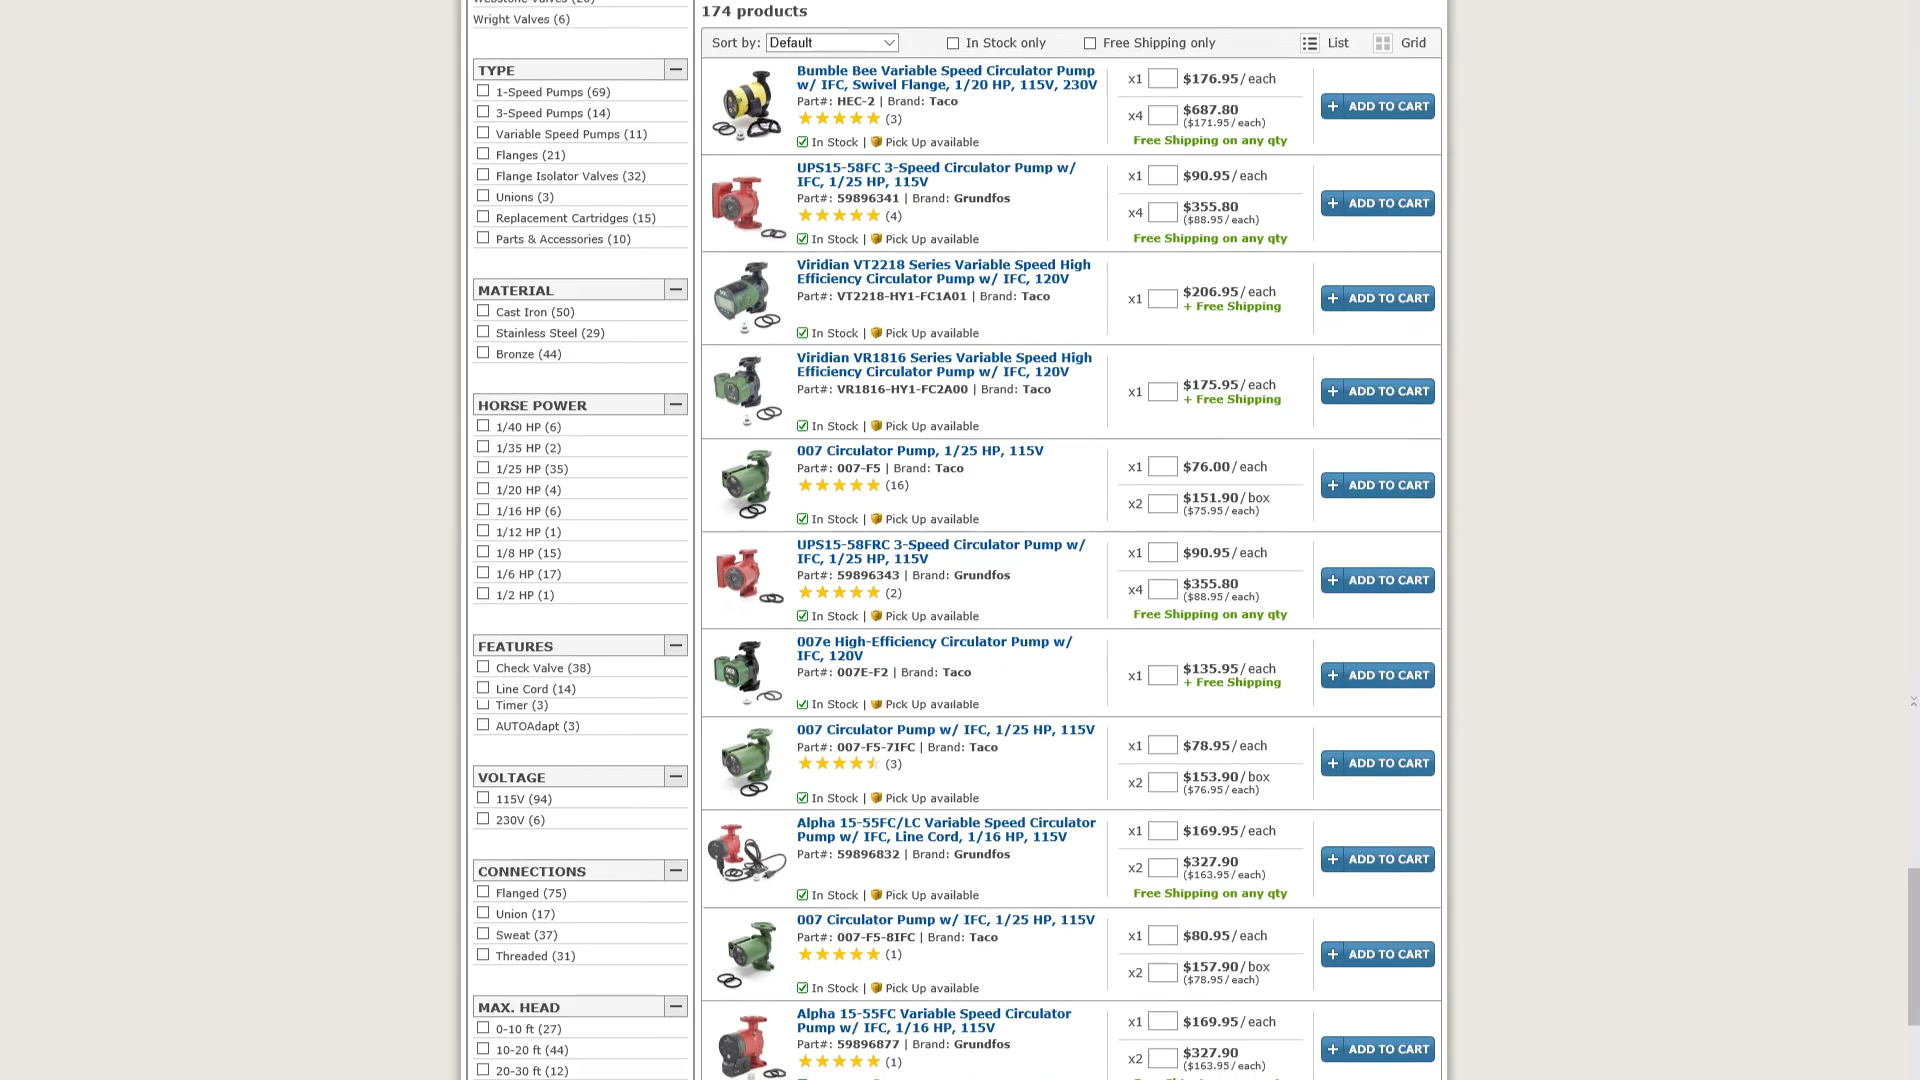 Wright Valves (6)
TYPE
1-Speed Pumps (69)
3-Speed Pumps (14)
Variable Speed Pumps (11)
Flanges (21)
Flange Isolator Valves (32)
Unions (3)
Replacement Cartridges (15)
Parts & Accessories (10)
MATERIAL
Cast Iron (50)
Stainless Steel (29)
Bronze (44)
HORSE POWER
1/40 HP (6)
1/35 HP (2)
1/25 HP (35)
1/20 HP (4)
1/16 HP (6)
1/12 HP (1)
1/8 HP (15)
1/6 HP (17)
1/2 HP (1)
FEATURES
Check Valve (38)
Line Cord (14)
Timer (3)
AUTOAdapt (3)
VOLTAGE
115V (94)
230V (6)
CONNECTIONS
Flanged (75)
Union (17)
Sweat (37)
Threaded (31)
MAX. HEAD
0-10 ft (27)
10-20 ft (44)
20-30 ft (12)
174 products
Sort by: Default In Stock only Free Shipping only List Grid
Bumble Bee Variable Speed Circulator Pump
w/ IFC, Swivel Flange, 1/20 HP, 115V, 230V
Part#: HEC-2 | Brand: Taco
(3)
In Stock | Pick Up available
x1 $176.95/each
x4 $687.80
($171.95/each)
Free Shipping on any qty
ADD TO CART
UPS15-58FC 3-Speed Circulator Pump w/
IFC, 1/25 HP, 115V
Part#: 59896341 | Brand: Grundfos
(4)
In Stock | Pick Up available
x1 $90.95/each
x4 $355.80
($88.95/each)
Free Shipping on any qty
ADD TO CART
Viridian VT2218 Series Variable Speed High
Efficiency Circulator Pump w/ IFC, 120V
Part#: VT2218-HY1-FC1A01 | Brand: Taco
In Stock | Pick Up available
x1 $206.95/each
+ Free Shipping
ADD TO CART
Viridian VR1816 Series Variable Speed High
Efficiency Circulator Pump w/ IFC, 120V
Part#: VR1816-HY1-FC2A00 | Brand: Taco
In Stock | Pick Up available
x1 $175.95/each
+ Free Shipping
ADD TO CART
007 Circulator Pump, 1/25 HP, 115V
Part#: 007-F5 | Brand: Taco
(16)
In Stock | Pick Up available
x1 $76.00/each
x2 $151.90/box
($75.95/each)
ADD TO CART
UPS15-58FRC 3-Speed Circulator Pump w/
IFC, 1/25 HP, 115V
Part#: 59896343 | Brand: Grundfos
(2)
In Stock | Pick Up available
x1 $90.95/each
x4 $355.80
($88.95/each)
Free Shipping on any qty
ADD TO CART
007e High-Efficiency Circulator Pump w/
IFC, 120V
Part#: 007E-F2 | Brand: Taco
In Stock | Pick Up available
x1 $135.95/each
+ Free Shipping
ADD TO CART
007 Circulator Pump w/ IFC, 1/25 HP, 115V
Part#: 007-F5-7IFC | Brand: Taco
(3)
In Stock | Pick Up available
x1 $78.95/each
x2 $153.90/box
($76.95/each)
ADD TO CART
Alpha 15-55FC/LC Variable Speed Circulator
Pump w/ IFC, Line Cord, 1/16 HP, 115V
Part#: 59896832 | Brand: Grundfos
In Stock | Pick Up available
x1 $169.95/each
x2 $327.90
($163.95/each)
Free Shipping on any qty
ADD TO CART
007 Circulator Pump w/ IFC, 1/25 HP, 115V
Part#: 007-F5-8IFC | Brand: Taco
(1)
In Stock | Pick Up available
x1 $80.95/each
x2 $157.90/box
($78.95/each)
ADD TO CART
Alpha 15-55FC Variable Speed Circulator
Pump w/ IFC, 1/16 HP, 115V
Part#: 59896877 | Brand: Grundfos
(1)
x1 $169.95/each
x2 $327.90
($163.95/each)
ADD TO CART